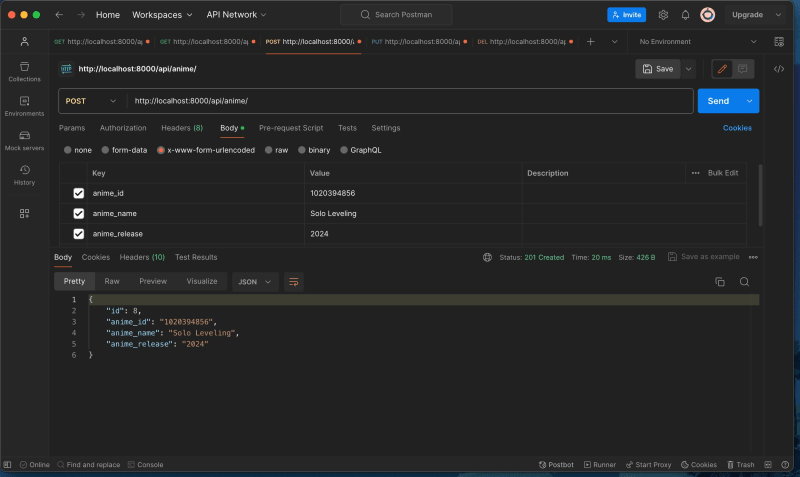 Home Workspaces API Network Search Postman Invite Upgrade
GET http://localhost:8000/ap GET http://localhost:8000/ap POST http://localhost:8000/a PUT http://localhost:8000/ap DEL http://localhost:8000/ap No Environment
http://localhost:8000/api/anime/ Save
POST http://localhost:8000/api/anime/ Send
Params Authorization Headers (8) Body Pre-request Script Tests Settings Cookies
none form-data x-www-form-urlencoded raw binary GraphQL
Key Value Description Bulk Edit
anime_id 1020394856
anime_name Solo Leveling
anime_release 2024
Collections
Environments
Mock servers
History
Body Cookies Headers (10) Test Results Status: 201 Created Time: 20 ms Size: 426 B Save as example
Pretty Raw Preview Visualize JSON
1 {
2 "id": 8,
3 "anime_id": "1020394856",
4 "anime_name": "Solo Leveling",
5 "anime_release": "2024"
6 }
Online Find and replace Console Postbot Runner Start Proxy Cookies Trash